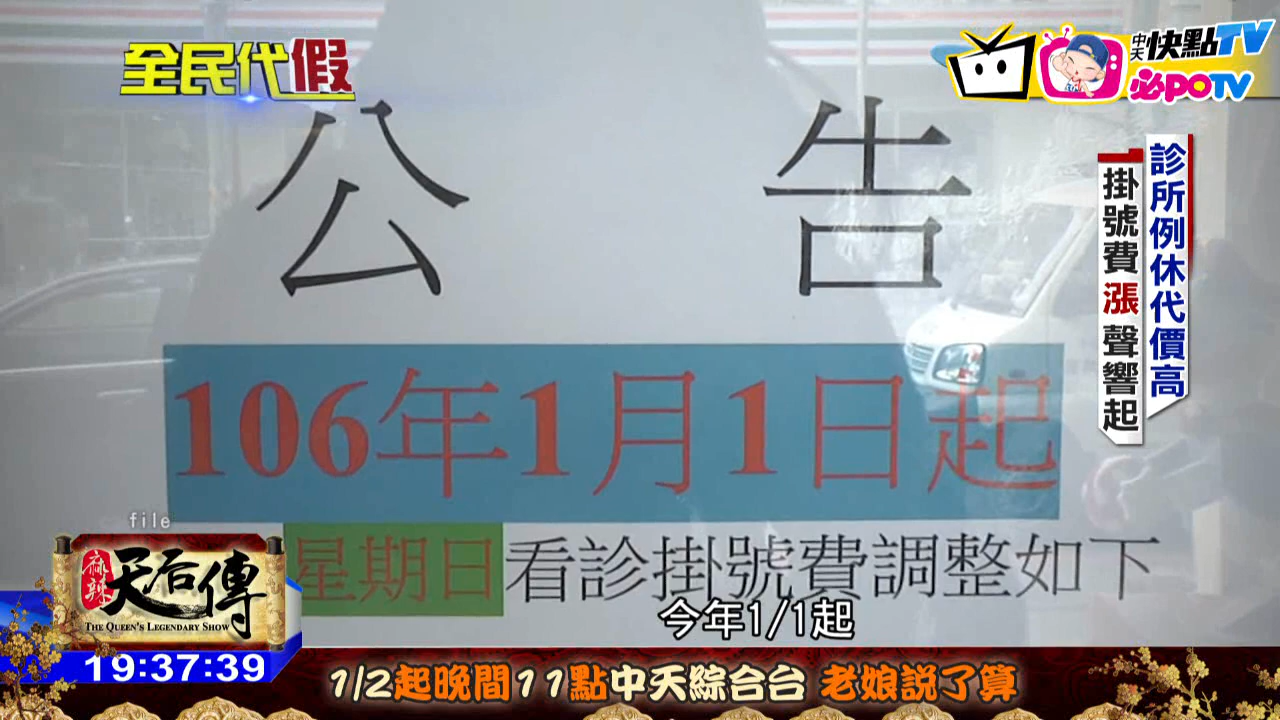 全民代假
中天快點TV
必POTV
公告
診所例休代價高
掛號費 漲 聲響起
106年1月1日起
file
星期日看診掛號費調整如下
今年1/1起
麻辣天后傳
THE QUEEN'S LEGENDARY SHOW
19:37:39
1/2起晚間11點中天綜合台 老娘說了算